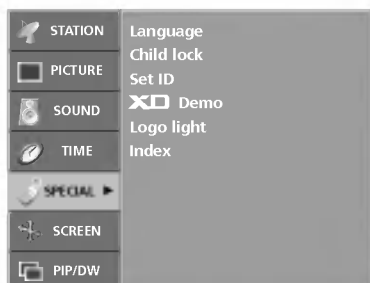 STATION
PICTURE
SOUND
TIME
SPECIAL
SCREEN
PIP/DW
Language
Child lock
Set ID
XD Demo
Logo light
Index